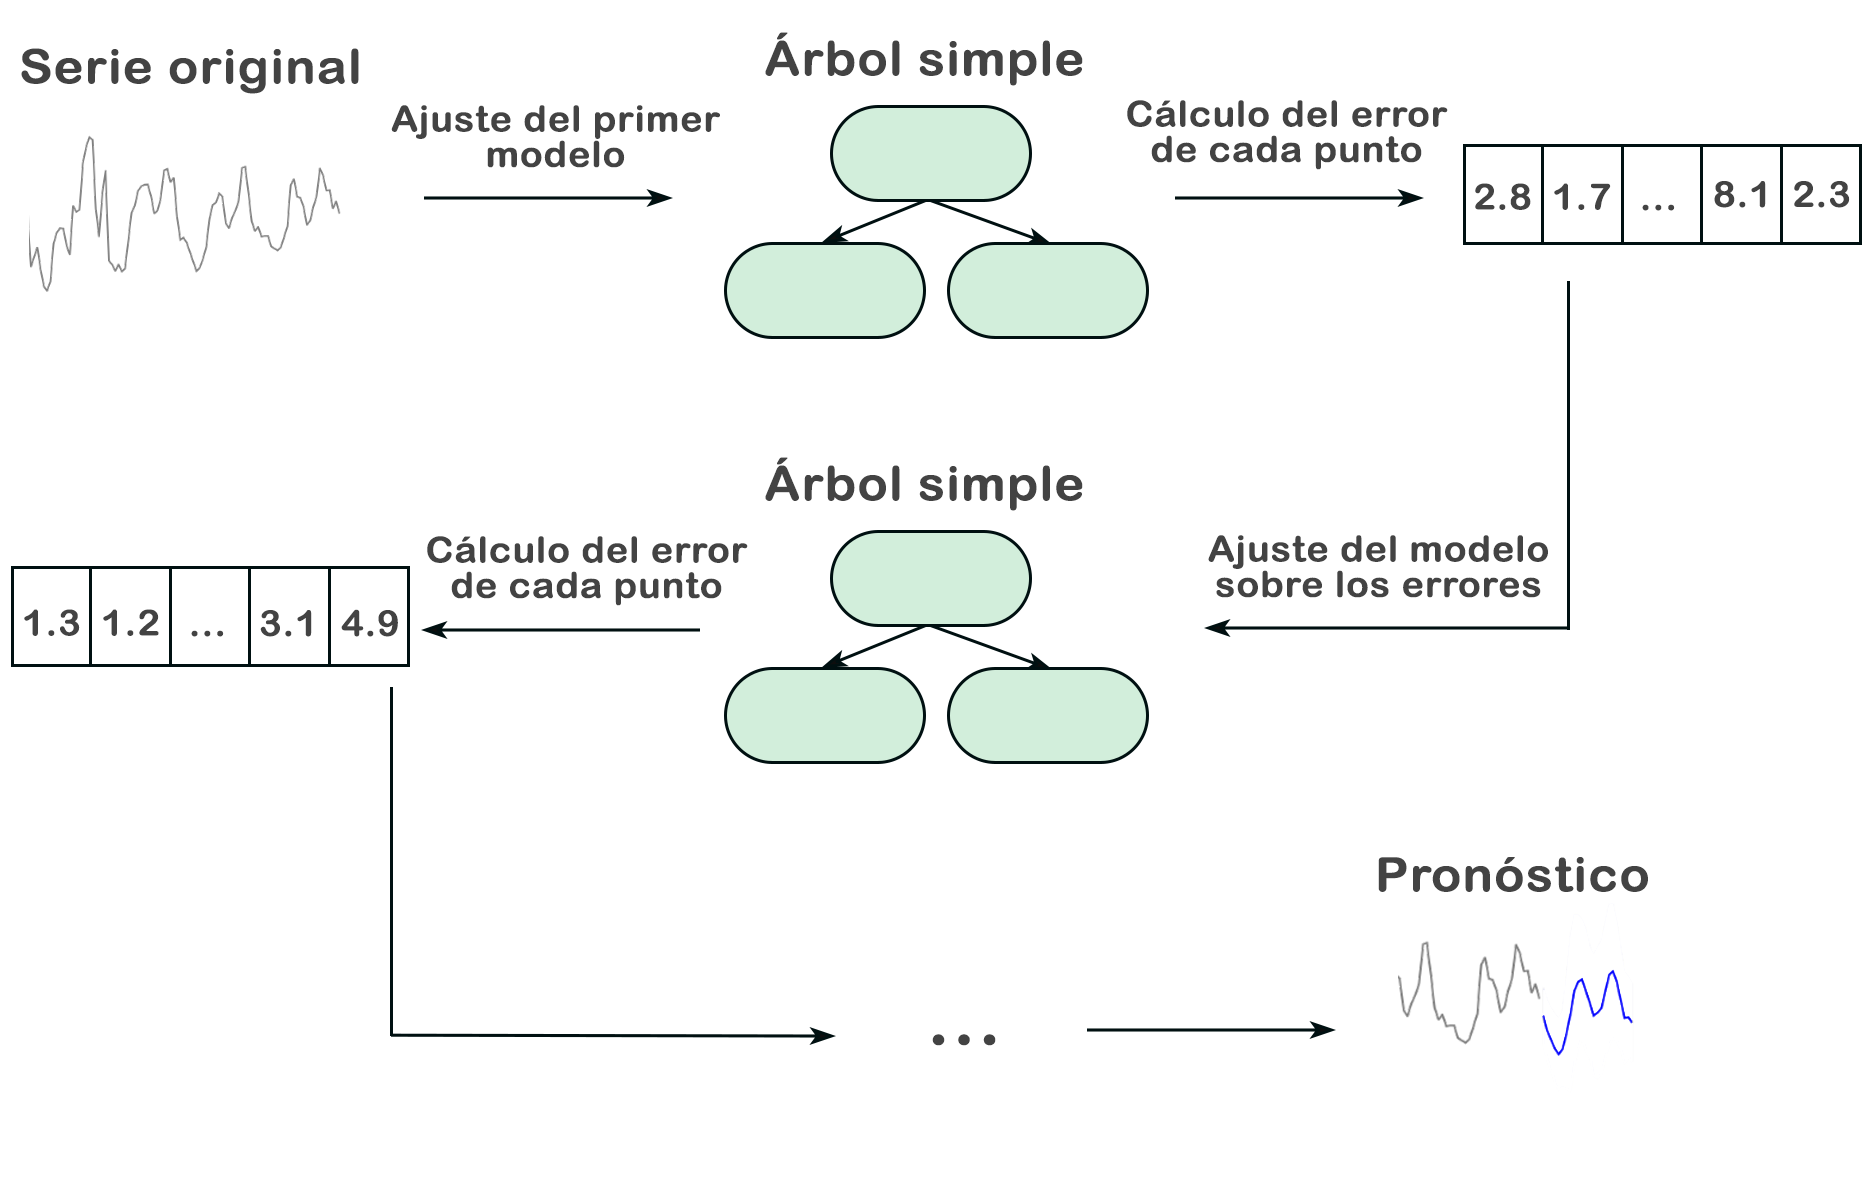 Serie original
Ajuste del primer
modelo
Árbol simple
Cálculo del error
de cada punto
2.8 1.7 ... 8.1 2.3
Árbol simple
Ajuste del modelo
sobre los errores
Cálculo del error
de cada punto
1.3 1.2 ... 3.1 4.9
...
Pronóstico